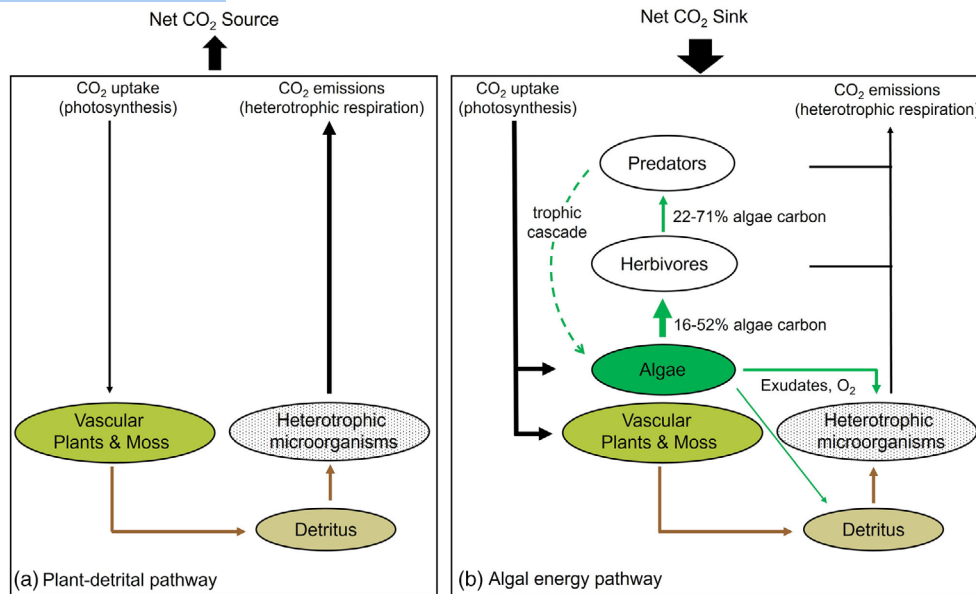 Net CO₂ Source
CO₂ uptake
(photosynthesis)
CO₂ emissions
(heterotrophic respiration)
Vascular
Plants & Moss
Heterotrophic
microorganisms
Detritus
(a) Plant-detrital pathway
Net CO₂ Sink
CO₂ uptake
(photosynthesis)
CO₂ emissions
(heterotrophic respiration)
Predators
trophic
cascade
22-71% algae carbon
Herbivores
16-52% algae carbon
Algae
Exudates, O₂
Vascular
Plants & Moss
Heterotrophic
microorganisms
Detritus
(b) Algal energy pathway